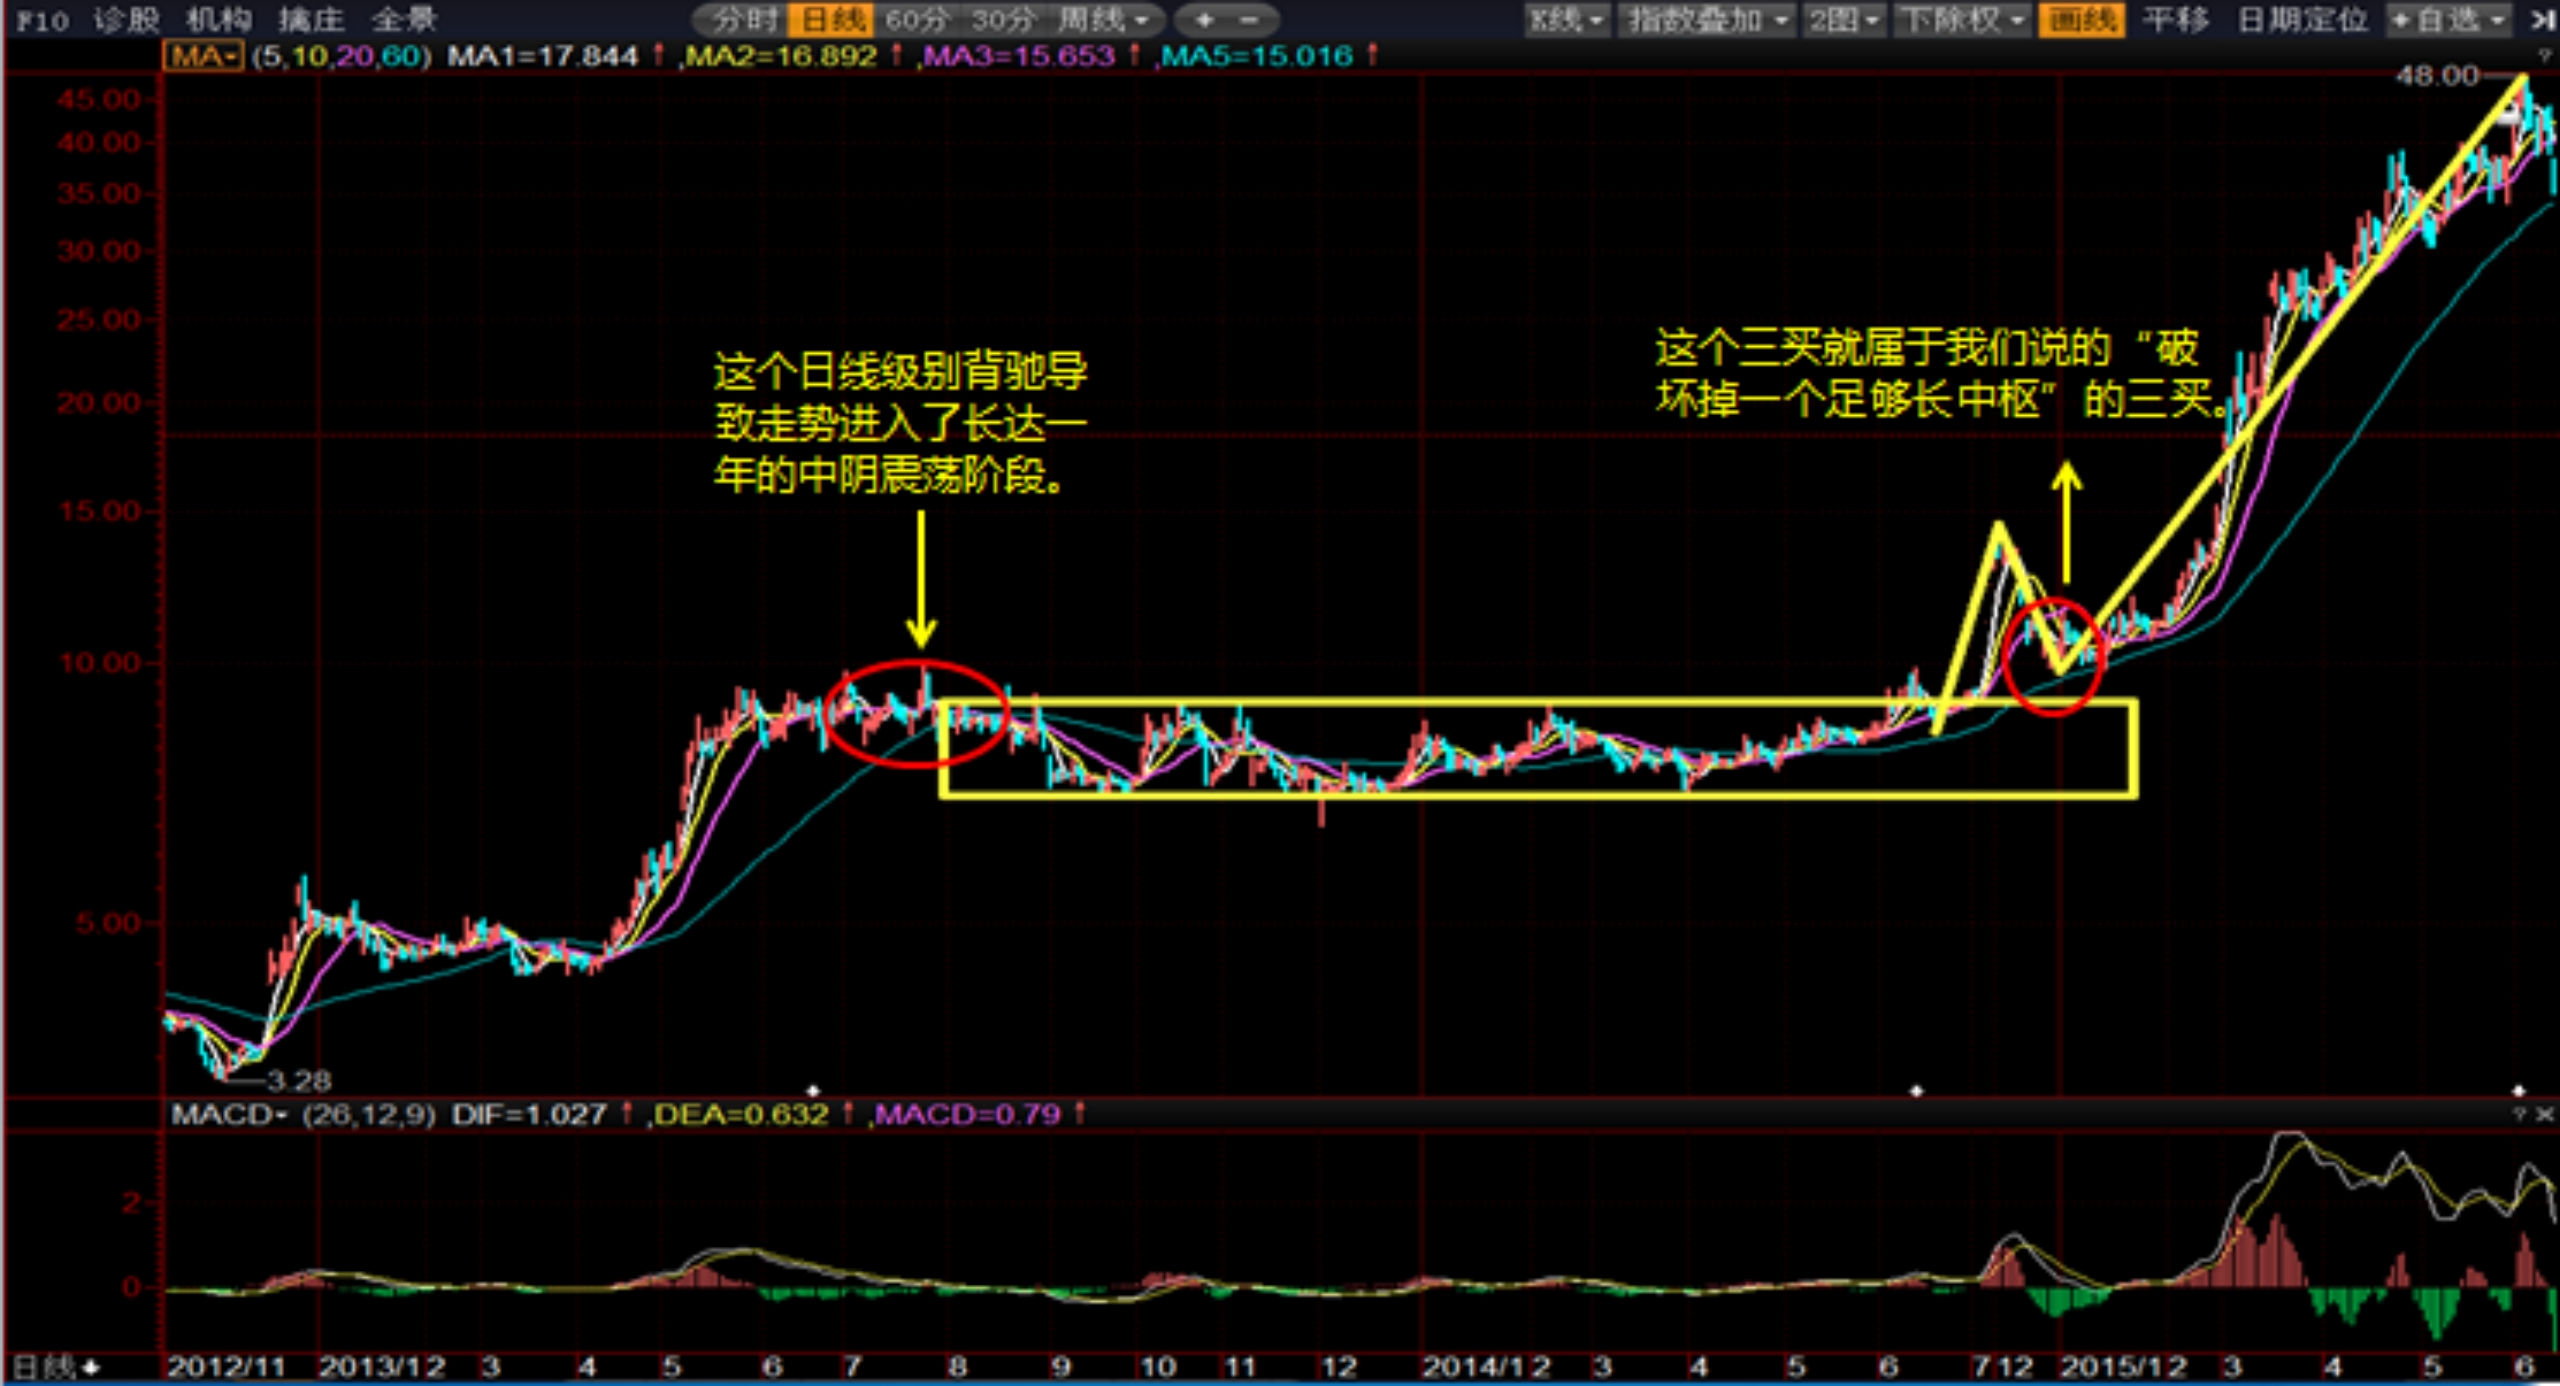 F10 诊股 机构 擒庄 全景 分时 日线 60分 30分 周线 + - K线 指数叠加 2图 下除权 画线 平移 日期定位 +自选
MA (5,10,20,60) MA1=17.844 ↑ ,MA2=16.892 ↑ ,MA3=15.653 ↑ ,MA5=15.016 ↑ ?
48.00
45.00
40.00
35.00
30.00
25.00
20.00
15.00
10.00
5.00
这个日线级别背驰导
致走势进入了长达一
年的中阴震荡阶段。
这个三买就属于我们说的“破
坏掉一个足够长中枢”的三买。
3.28
MACD (26,12,9) DIF=1.027 ↑ ,DEA=0.632 ↑ ,MACD=0.79 ↑ ? ×
2
0
日线 2012/11 2013/12 3 4 5 6 7 8 9 10 11 12 2014/12 3 4 5 6 7 12 2015/12 3 4 5 6